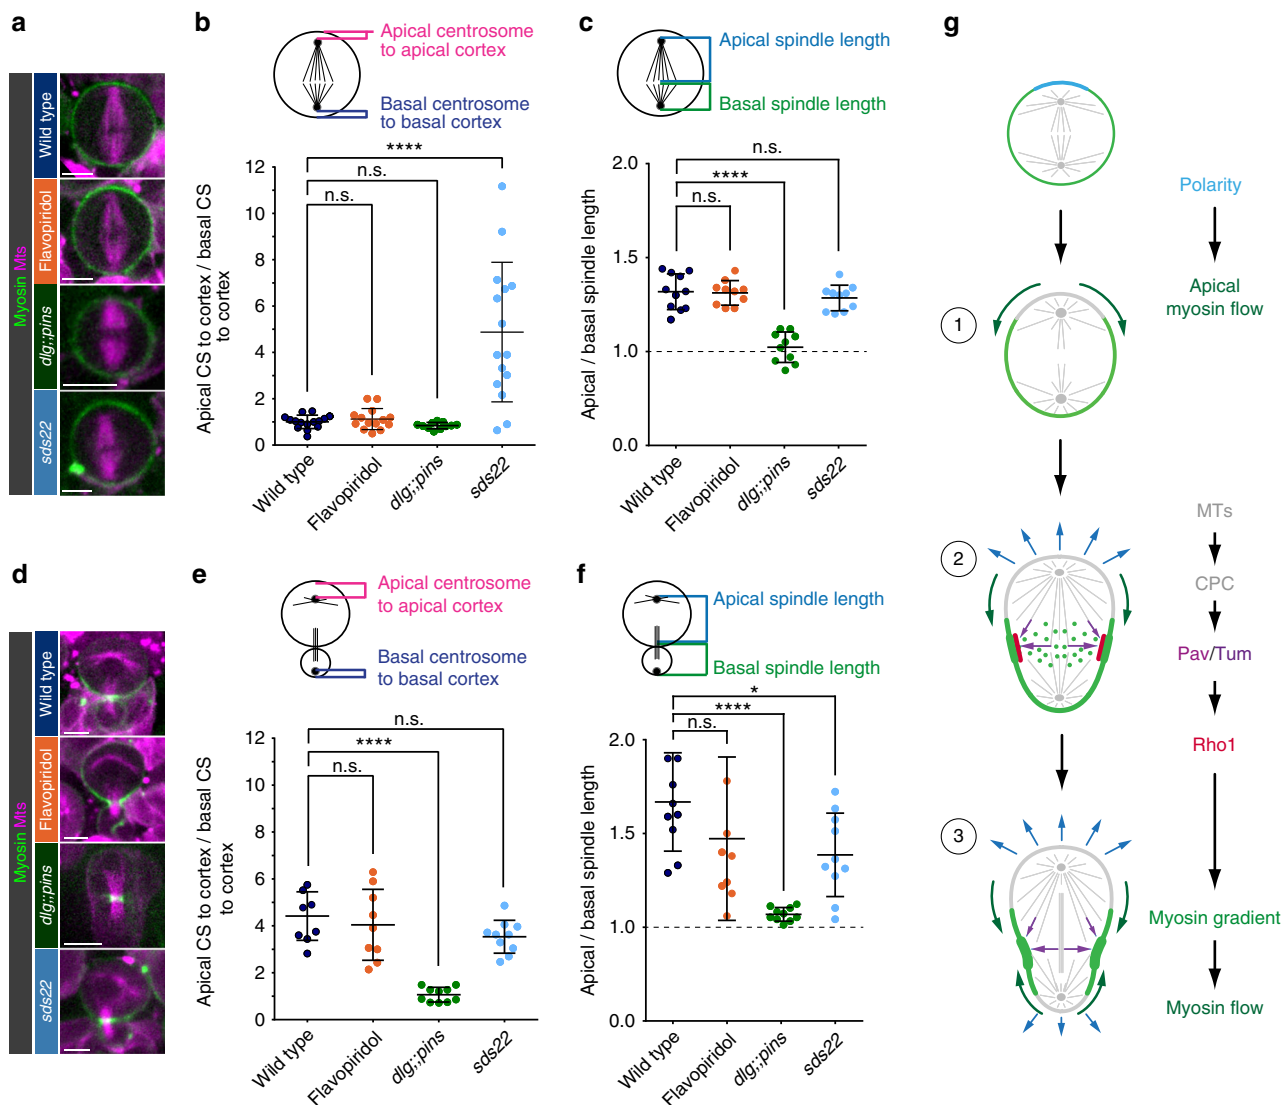 a
Myosin Mts
Wild type
Flavopiridol
dlg;;pins
sds22
b
Apical centrosome
to apical cortex
Basal centrosome
to basal cortex
****
n.s.
n.s.
Apical CS to cortex / basal CS
to cortex
12
10
8
6
4
2
0
Wild type
Flavopiridol
dlg;;pins
sds22
c
Apical spindle length
Basal spindle length
n.s.
****
n.s.
Apical / basal spindle length
2.0
1.5
1.0
0.0
Wild type
Flavopiridol
dlg;;pins
sds22
d
Myosin Mts
Wild type
Flavopiridol
dlg;;pins
sds22
e
Apical centrosome
to apical cortex
Basal centrosome
to basal cortex
n.s.
****
n.s.
Apical CS to cortex / basal CS
to cortex
12
10
8
6
4
2
0
Wild type
Flavopiridol
dlg;;pins
sds22
f
Apical spindle length
Basal spindle length
*
****
n.s.
Apical / basal spindle length
2.0
1.5
1.0
0.0
Wild type
Flavopiridol
dlg;;pins
sds22
g
Polarity
1
Apical
myosin flow
2
MTs
CPC
Pav/Tum
Rho1
3
Myosin gradient
Myosin flow